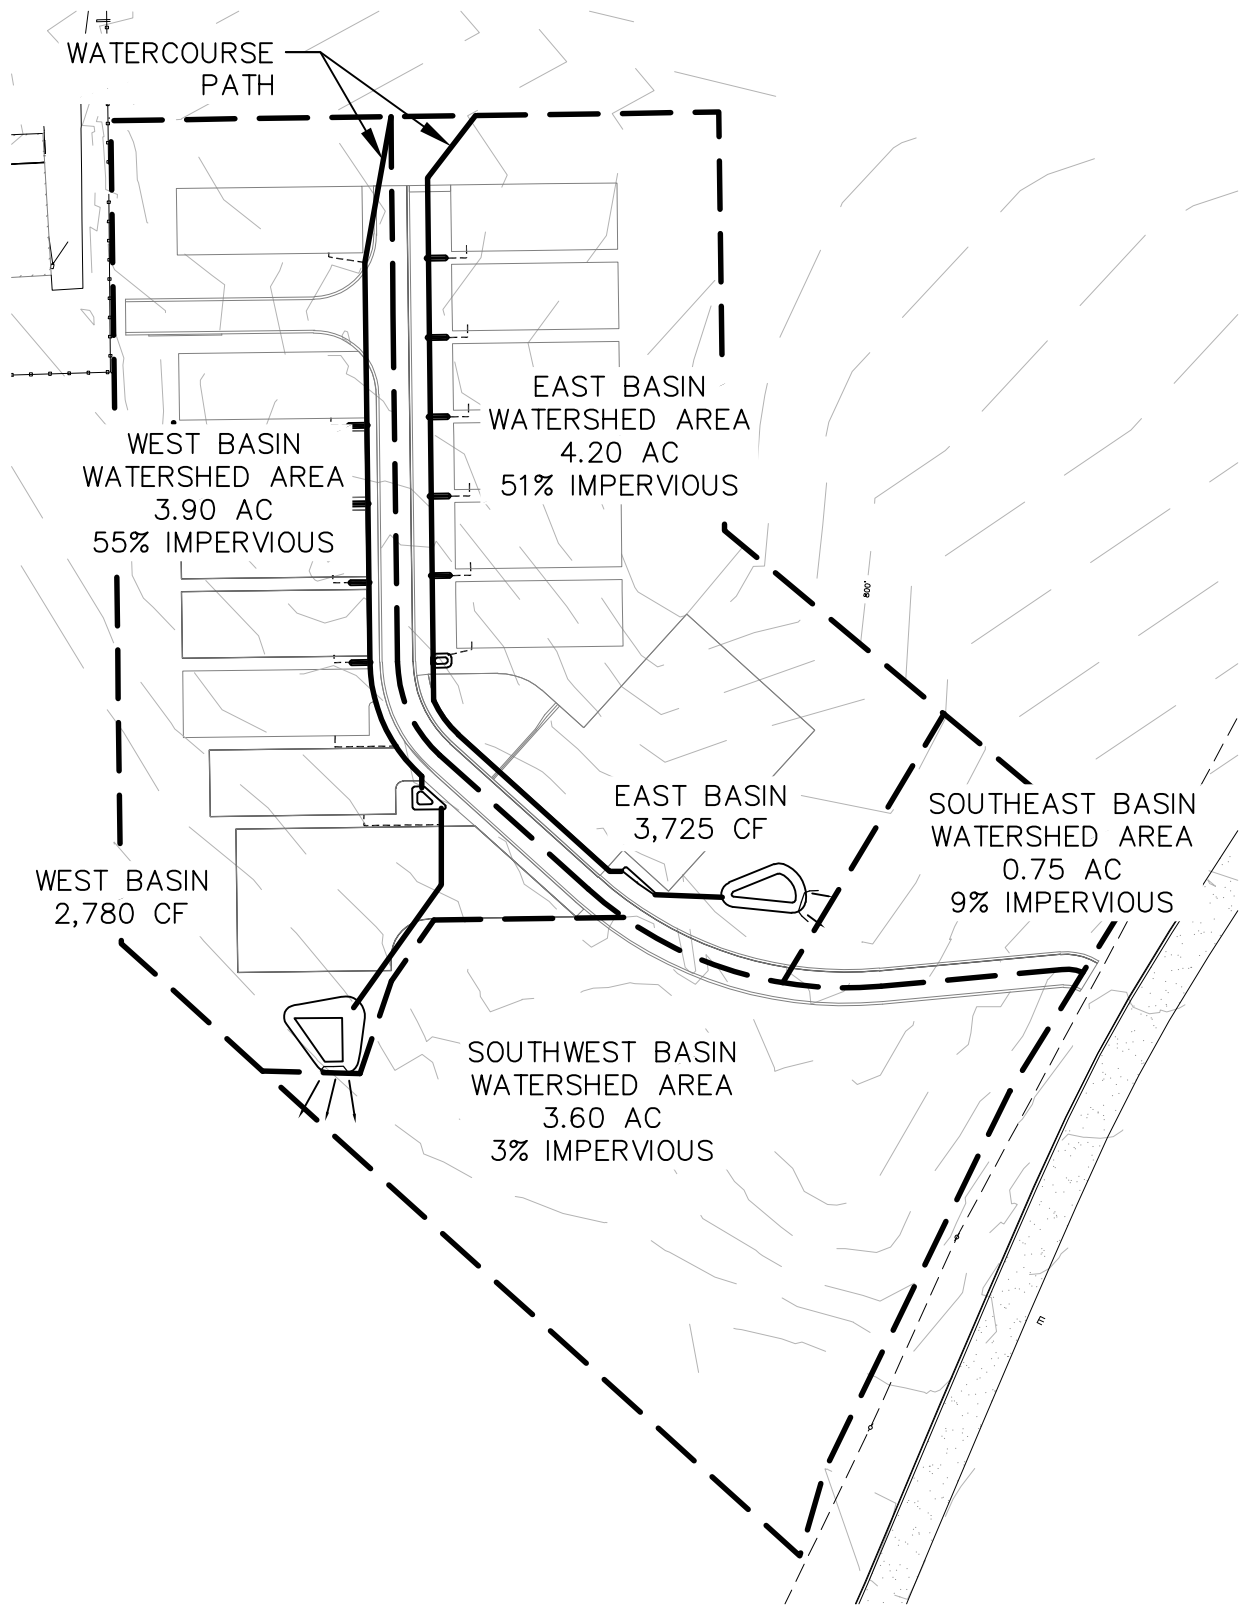 WATERCOURSE
PATH
EAST BASIN
WATERSHED AREA
4.20 AC
51% IMPERVIOUS
WEST BASIN
WATERSHED AREA
3.90 AC
55% IMPERVIOUS
800'
EAST BASIN
3,725 CF
SOUTHEAST BASIN
WATERSHED AREA
0.75 AC
9% IMPERVIOUS
WEST BASIN
2,780 CF
SOUTHWEST BASIN
WATERSHED AREA
3.60 AC
3% IMPERVIOUS
E